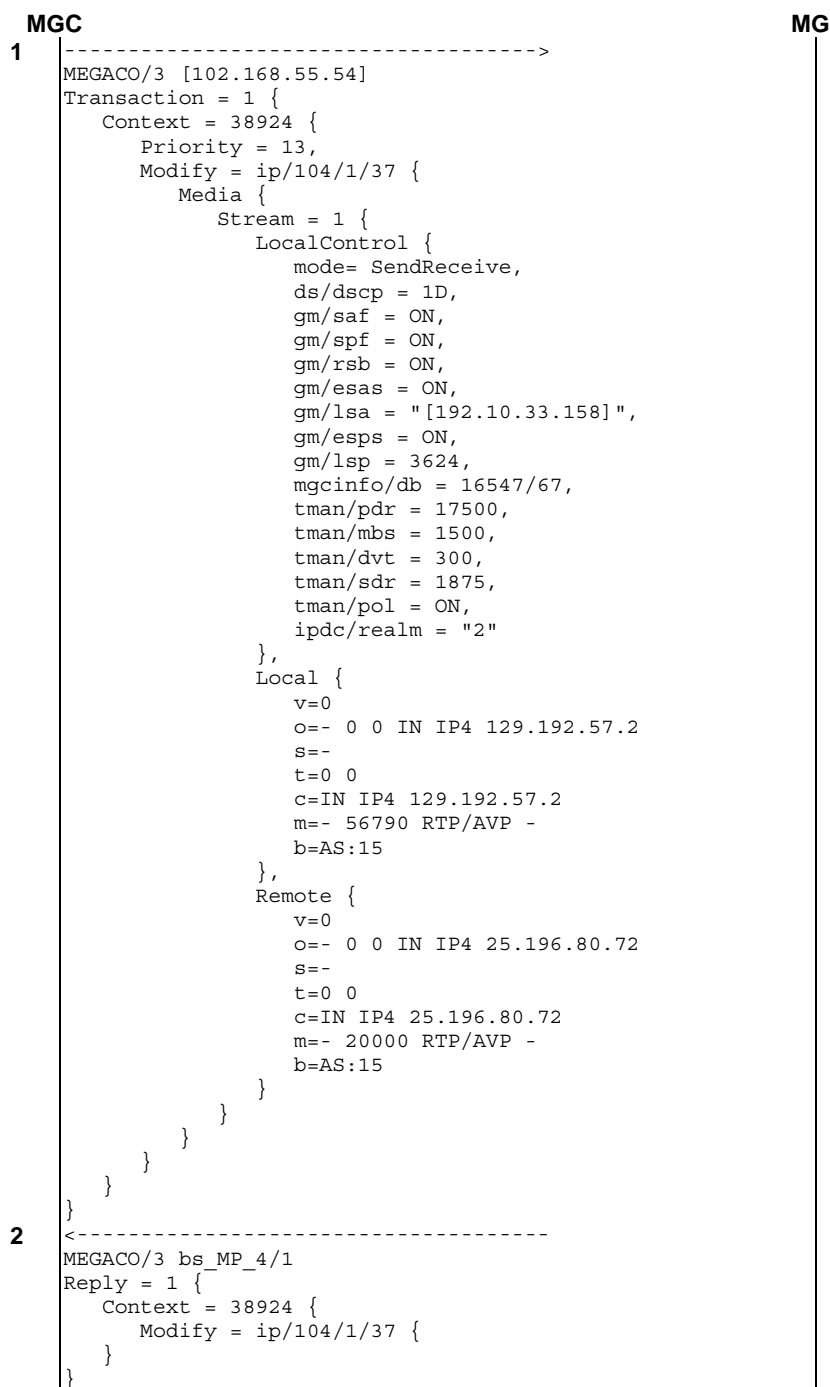 MGC MG
1 ------------------------------------->
MEGACO/3 [102.168.55.54]
Transaction = 1 {
   Context = 38924 {
      Priority = 13,
      Modify = ip/104/1/37 {
         Media {
            Stream = 1 {
               LocalControl {
                  mode= SendReceive,
                  ds/dscp = 1D,
                  gm/saf = ON,
                  gm/spf = ON,
                  gm/rsb = ON,
                  gm/esas = ON,
                  gm/lsa = "[192.10.33.158]",
                  gm/esps = ON,
                  gm/lsp = 3624,
                  mgcinfo/db = 16547/67,
                  tman/pdr = 17500,
                  tman/mbs = 1500,
                  tman/dvt = 300,
                  tman/sdr = 1875,
                  tman/pol = ON,
                  ipdc/realm = "2"
               },
               Local {
                  v=0
                  o=- 0 0 IN IP4 129.192.57.2
                  s=-
                  t=0 0
                  c=IN IP4 129.192.57.2
                  m=- 56790 RTP/AVP -
                  b=AS:15
               },
               Remote {
                  v=0
                  o=- 0 0 IN IP4 25.196.80.72
                  s=-
                  t=0 0
                  c=IN IP4 25.196.80.72
                  m=- 20000 RTP/AVP -
                  b=AS:15
               }
            }
         }
      }
   }
}
2 <-------------------------------------
MEGACO/3 bs_MP_4/1
Reply = 1 {
   Context = 38924 {
      Modify = ip/104/1/37 {
   }
}